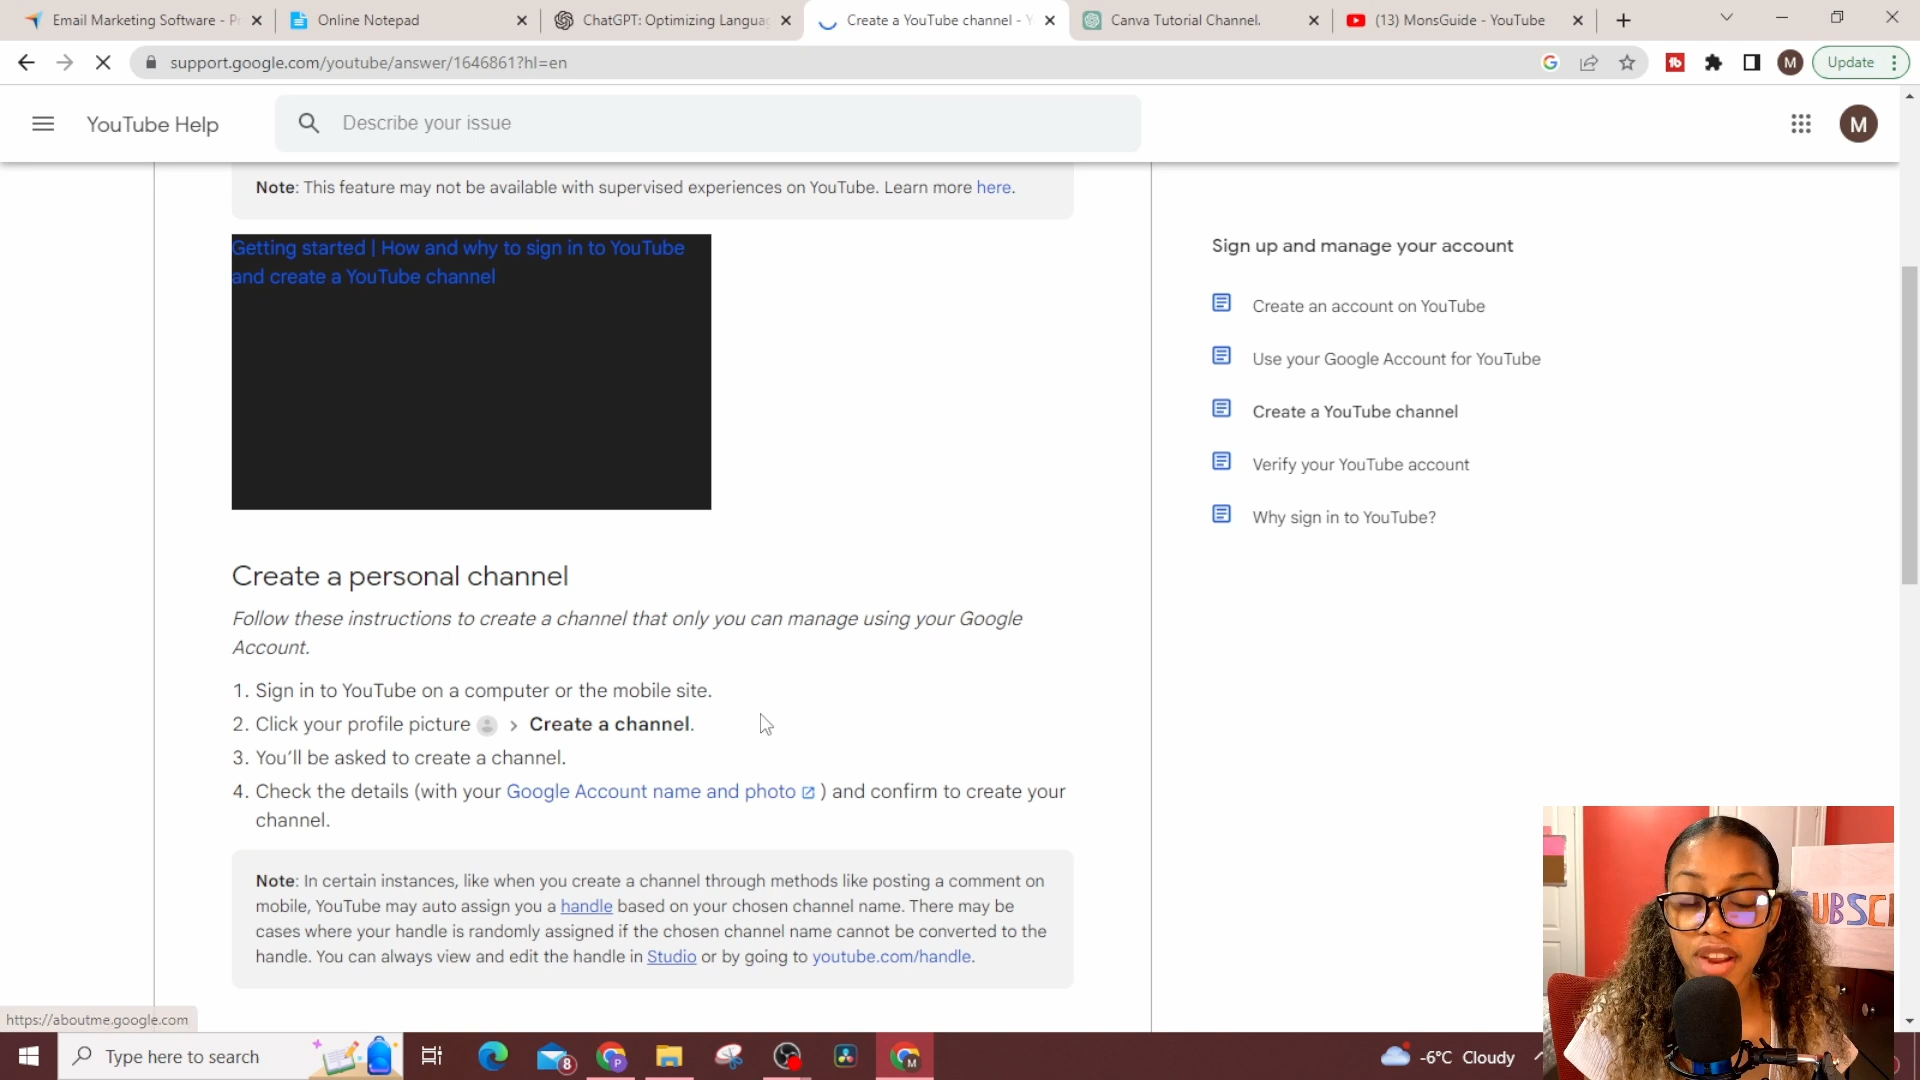 Email Marketing Software - Pr
Online Notepad
ChatGPT: Optimizing Languag
Create a YouTube channel - Y
Canva Tutorial Channel.
(13) MonsGuide - YouTube
support.google.com/youtube/answer/1646861?hl=en
M
Update
YouTube Help
Describe your issue
M
Note: This feature may not be available with supervised experiences on YouTube. Learn more here.
Getting started | How and why to sign in to YouTube
and create a YouTube channel
Sign up and manage your account
Create an account on YouTube
Use your Google Account for YouTube
Create a YouTube channel
Verify your YouTube account
Why sign in to YouTube?
Create a personal channel
Follow these instructions to create a channel that only you can manage using your Google
Account.
1. Sign in to YouTube on a computer or the mobile site.
2. Click your profile picture > Create a channel.
3. You'll be asked to create a channel.
4. Check the details (with your Google Account name and photo ) and confirm to create your
channel.
Note: In certain instances, like when you create a channel through methods like posting a comment on
mobile, YouTube may auto assign you a handle based on your chosen channel name. There may be
cases where your handle is randomly assigned if the chosen channel name cannot be converted to the
handle. You can always view and edit the handle in Studio or by going to youtube.com/handle.
SUBSCI
https://aboutme.google.com
Type here to search
8
P
M
-6°C Cloudy